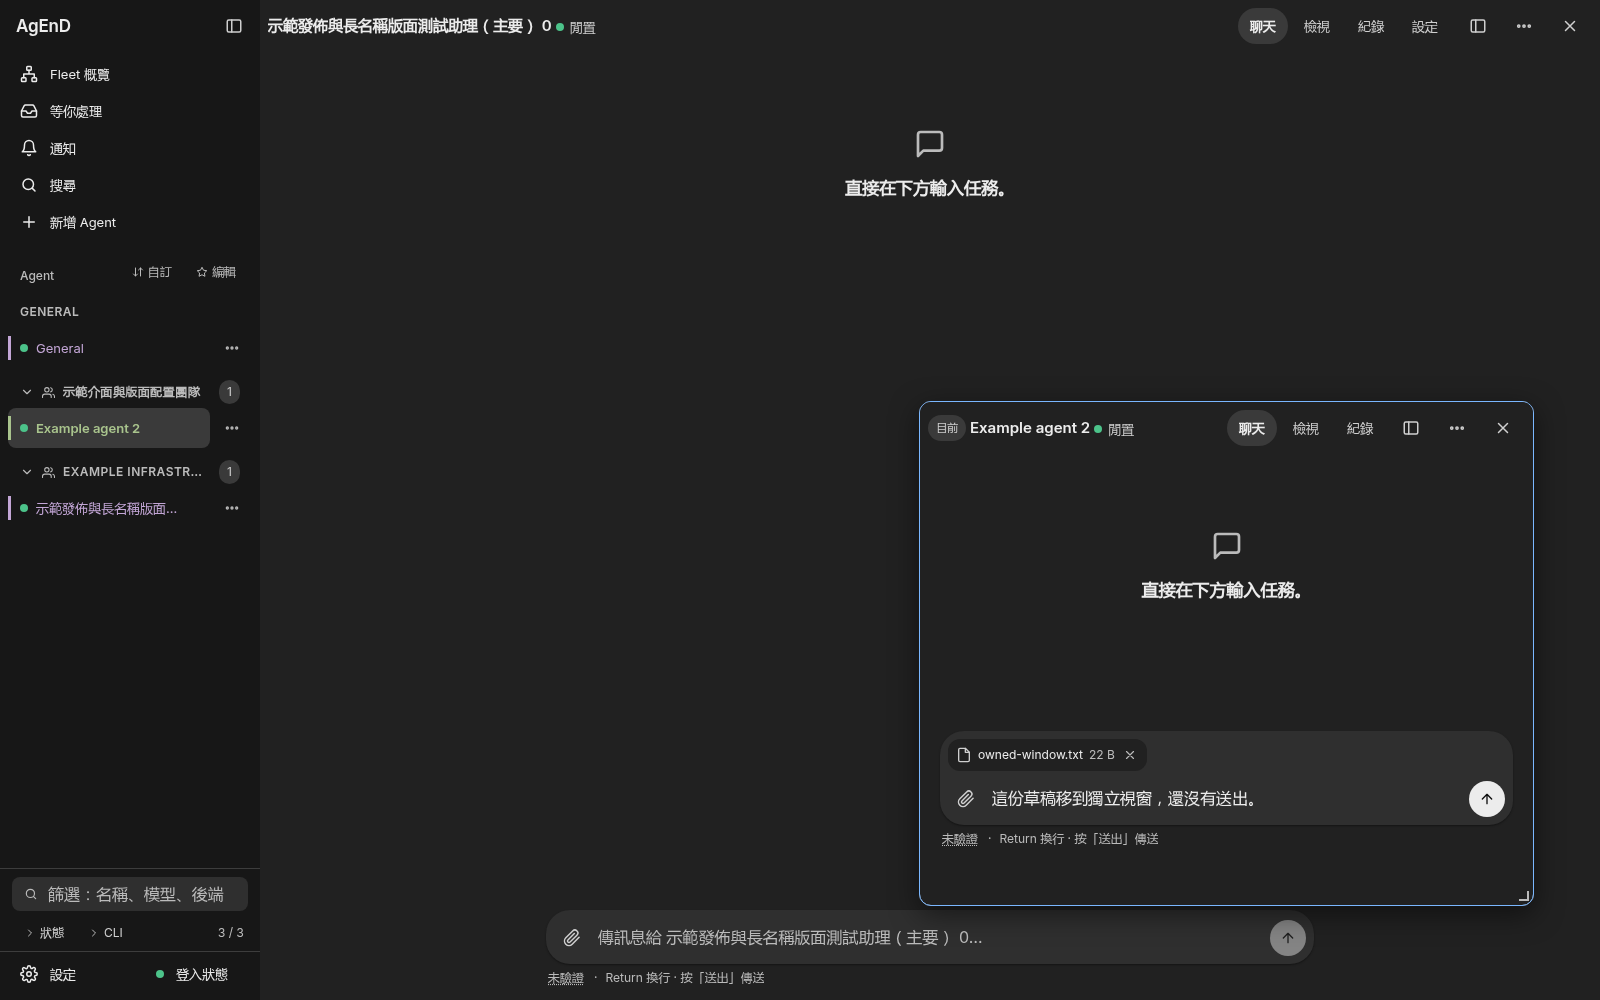 AgEnD
Fleet 概覽
等你處理
通知
搜尋
新增 Agent
Agent
自訂
編輯
GENERAL
General
示範介面與版面配置團隊
1
Example agent 2
EXAMPLE INFRASTR...
1
示範發佈與長名稱版面...
篩選：名稱、模型、後端
狀態
CLI
3 / 3
設定
登入狀態
示範發佈與長名稱版面測試助理（主要）0
閒置
聊天
檢視
紀錄
設定
直接在下方輸入任務。
目前
Example agent 2
閒置
聊天
檢視
紀錄
直接在下方輸入任務。
owned-window.txt 22 B
這份草稿移到獨立視窗，還沒有送出。
未驗證 · Return 換行 · 按「送出」傳送
傳訊息給 示範發佈與長名稱版面測試助理（主要）0...
未驗證 · Return 換行 · 按「送出」傳送